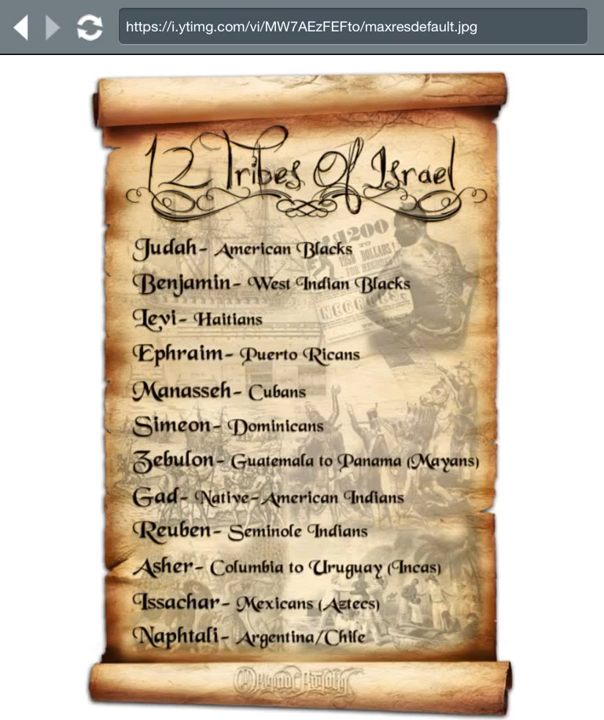 https://i.ytimg.com/vi/MW7AEzFEFto/maxresdefault.jpg
12 Tribes Of Israel
Judah- American Blacks
Benjamin- West Indian Blacks
Levi- Haitians
Ephraim- Puerto Ricans
Manasseh- Cubans
Simeon- Dominicans
Zebulon- Guatemala to Panama (Mayans)
Gad- Native-American Indians
Reuben- Seminole Indians
Asher- Columbia to Uruguay (Incas)
Issachar- Mexicans (Aztecs)
Naphtali- Argentina/Chile